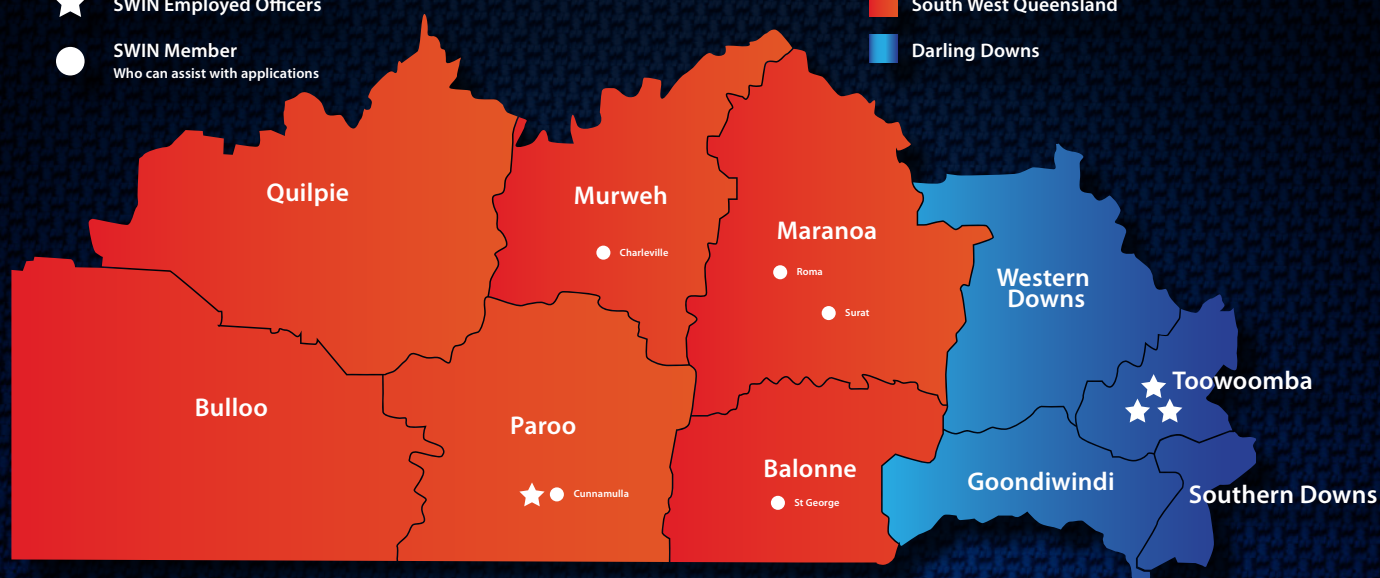 SWIN Employed Officers
SWIN Member
Who can assist with applications
South West Queensland
Darling Downs
Quilpie
Murweh
Charleville
Maranoa
Roma
Surat
Western
Downs
Toowoomba
Bulloo
Paroo
Cunnamulla
Balonne
St George
Goondiwindi
Southern Downs